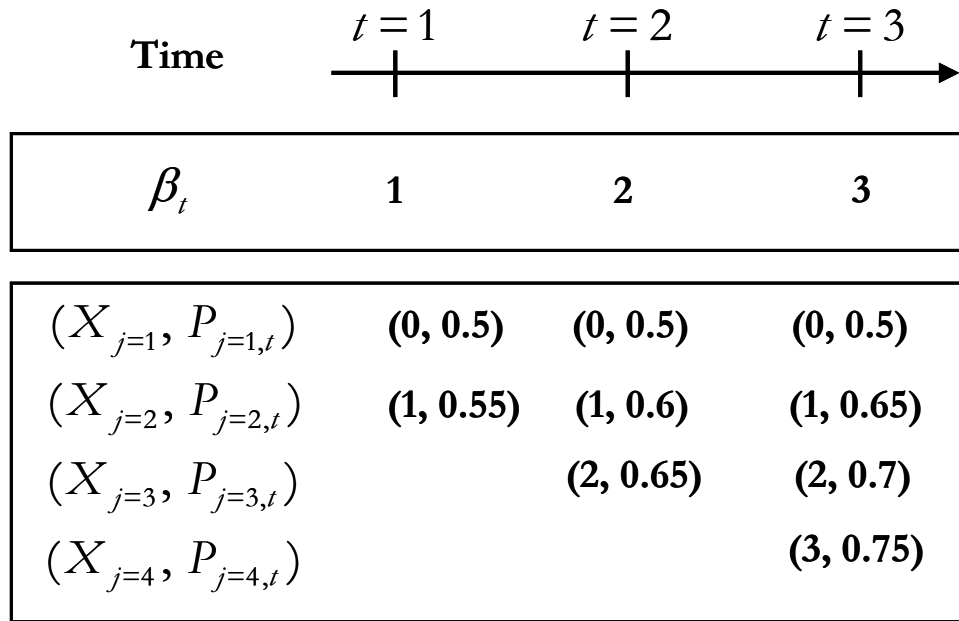 Time t = 1 t = 2 t = 3
β_t 1 2 3
(X_{j=1}, P_{j=1,t}) (0, 0.5) (0, 0.5) (0, 0.5)
(X_{j=2}, P_{j=2,t}) (1, 0.55) (1, 0.6) (1, 0.65)
(X_{j=3}, P_{j=3,t}) (2, 0.65) (2, 0.7)
(X_{j=4}, P_{j=4,t}) (3, 0.75)